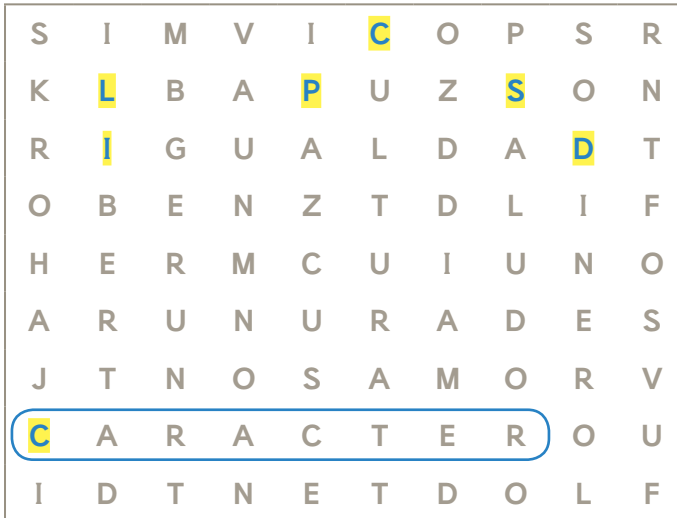 S I M V I C O P S R
K L B A P U Z S O N
R I G U A L D A D T
O B E N Z T D L I F
H E R M C U I U N O
A R U N U R A D E S
J T N O S A M O R V
C A R A C T E R O U
I D T N E T D O L F